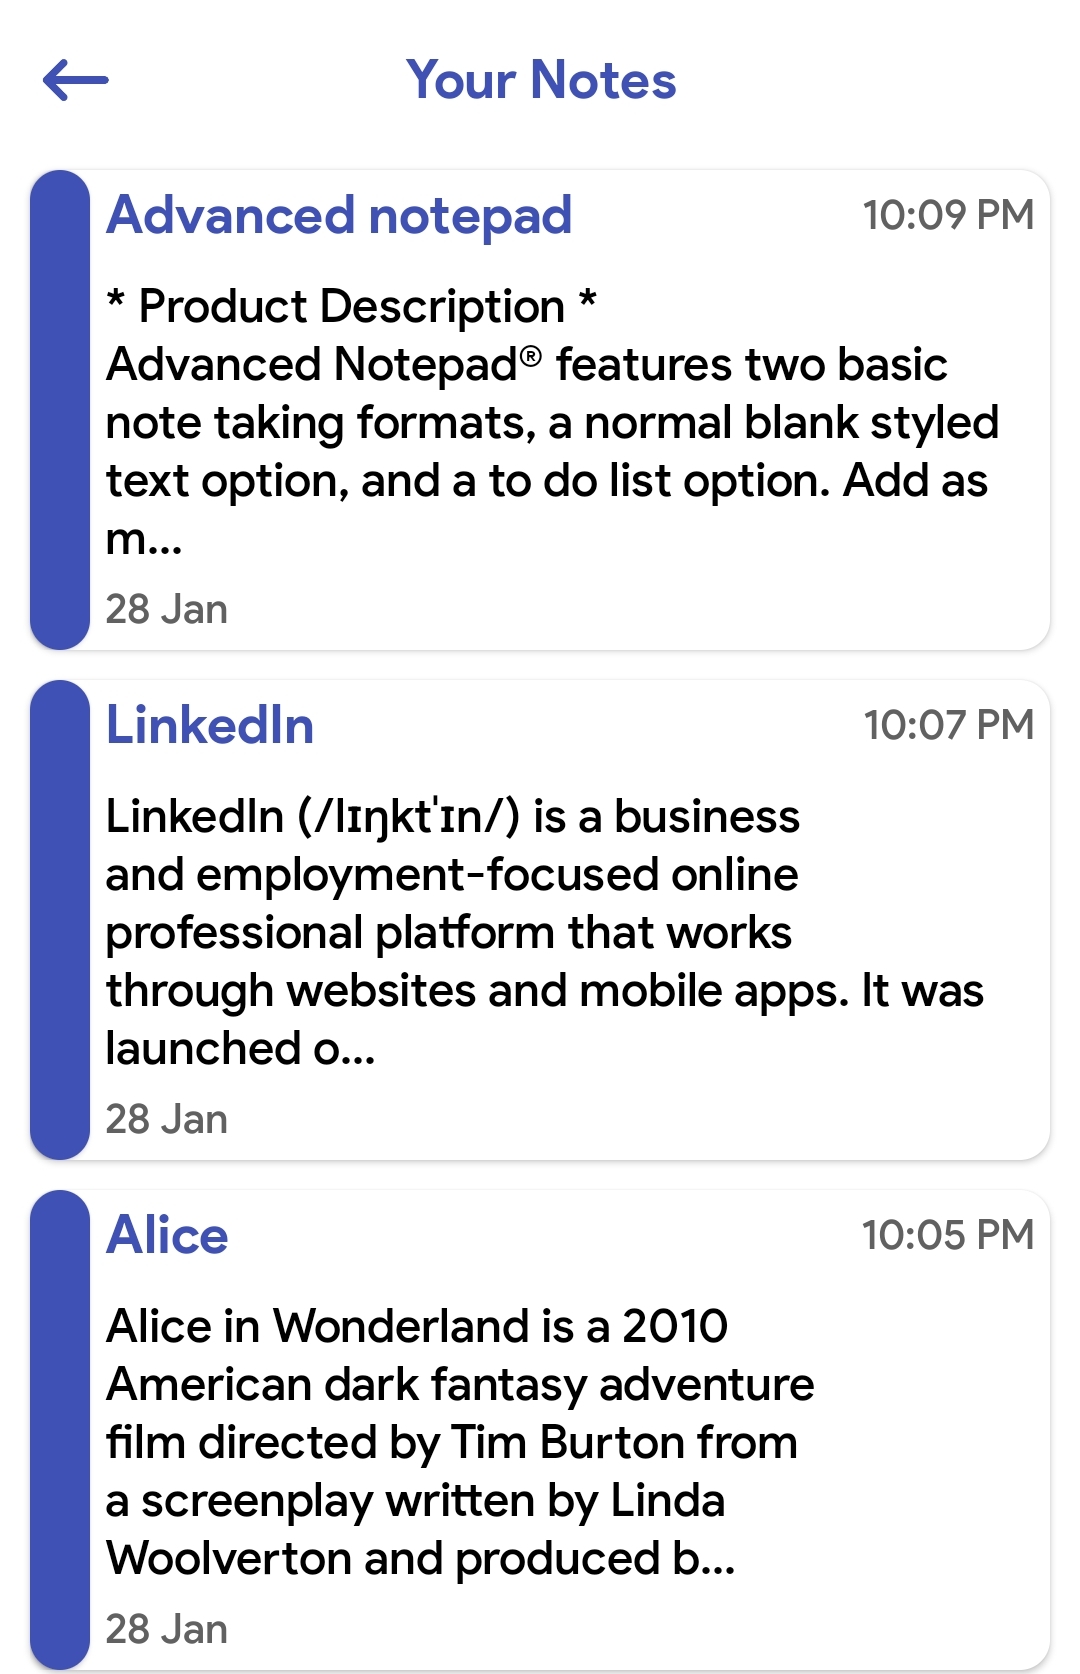 Your Notes
Advanced notepad
10:09 PM
* Product Description *
Advanced Notepad® features two basic
note taking formats, a normal blank styled
text option, and a to do list option. Add as
m...
28 Jan
LinkedIn
10:07 PM
LinkedIn (/lɪŋktˈɪn/) is a business
and employment-focused online
professional platform that works
through websites and mobile apps. It was
launched o...
28 Jan
Alice
10:05 PM
Alice in Wonderland is a 2010
American dark fantasy adventure
film directed by Tim Burton from
a screenplay written by Linda
Woolverton and produced b...
28 Jan